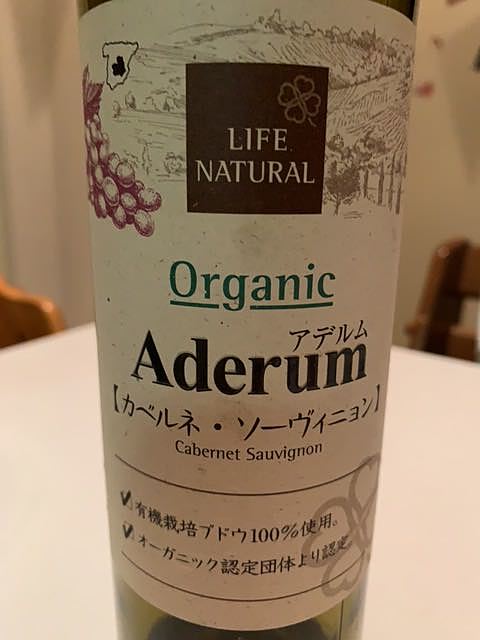 LIFE
NATURAL
Organic
アデルム
Aderum
【カベルネ・ソーヴィニョン】
Cabernet Sauvignon
有機栽培ブドウ100%使用。
オーガニック認定団体より認定。